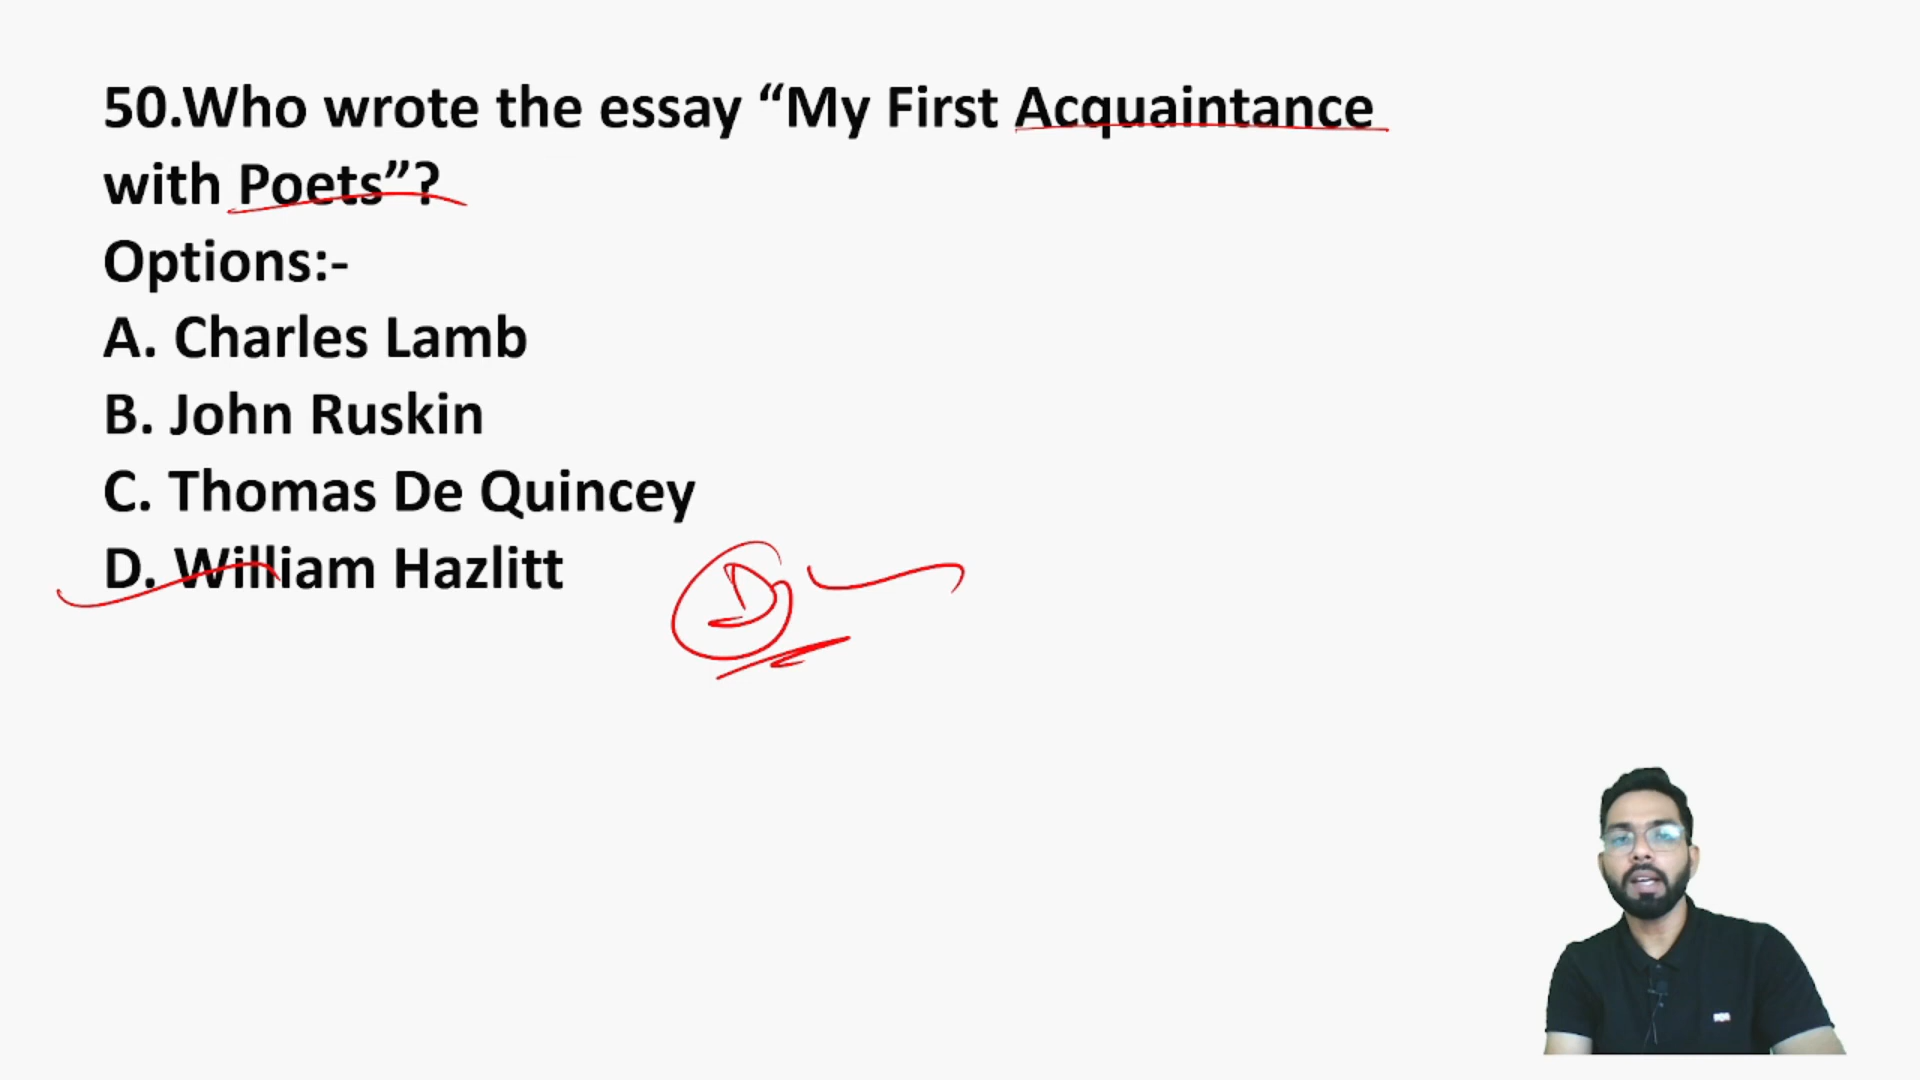 50.Who wrote the essay “My First Acquaintance
with Poets”?
Options:-
A. Charles Lamb
B. John Ruskin
C. Thomas De Quincey
D. William Hazlitt
D